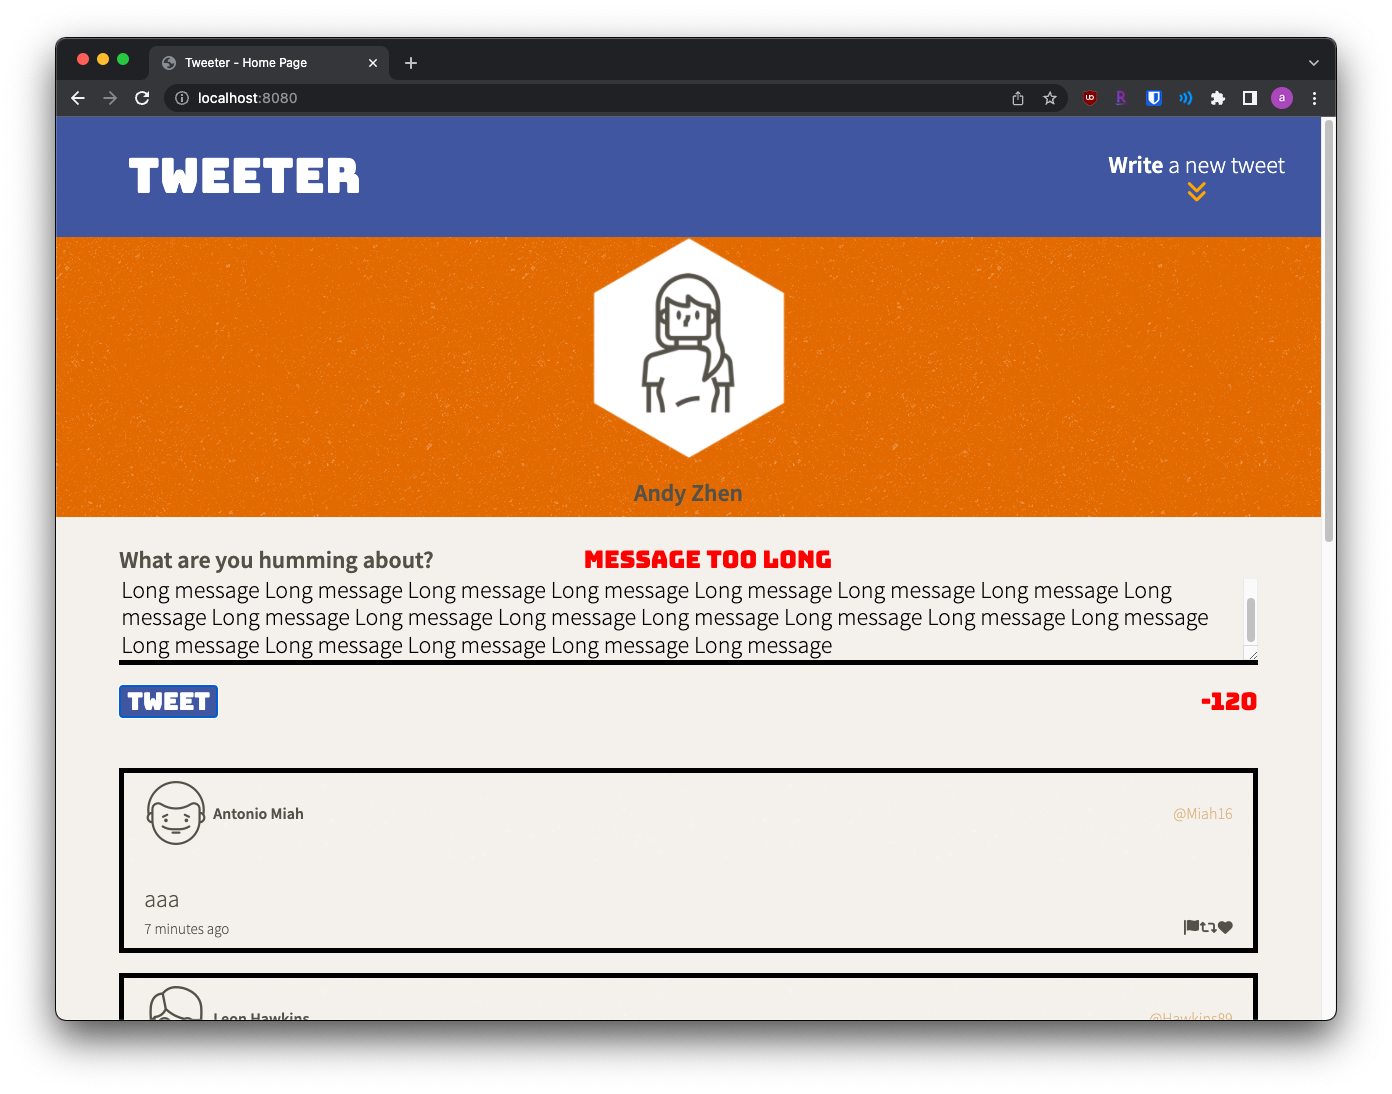 Tweeter - Home Page
localhost:8080
TWEETER
Write a new tweet
Andy Zhen
What are you humming about?
MESSAGE TOO LONG
Long message Long message Long message Long message Long message Long message Long message Long
message Long message Long message Long message Long message Long message Long message Long message
Long message Long message Long message Long message Long message
TWEET
-120
Antonio Miah
@Miah16
aaa
7 minutes ago
Leon Hawkins
@Hawkins89